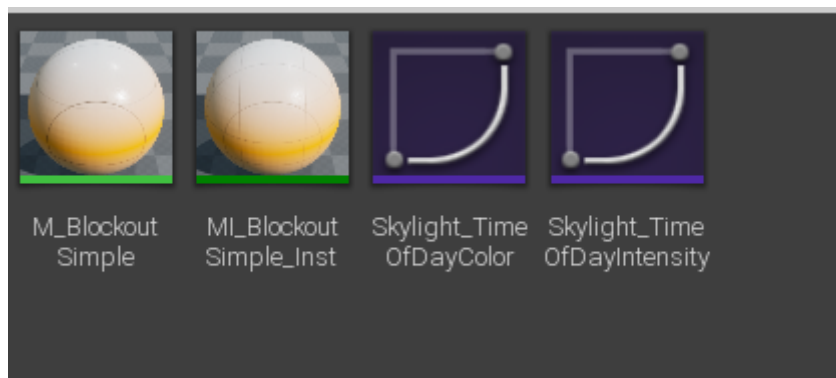 M_Blockout
Simple
MI_Blockout
Simple_Inst
Skylight_Time
OfDayColor
Skylight_Time
OfDayIntensity